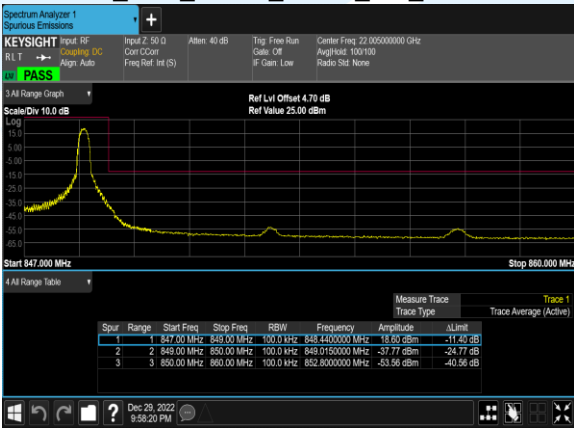 Spectrum Analyzer 1
Spurious Emissions
KEYSIGHT Input: RF Input Z: 50 Ω Atten: 40 dB Trig: Free Run Center Freq: 22.005000000 GHz
RLT Coupling: DC Corr CCorr Gate: Off Avg|Hold: 100/100
Align: Auto Freq Ref: Int (S) IF Gain: Low Radio Std: None
LW PASS
3 All Range Graph
Ref Lvl Offset 4.70 dB
Scale/Div 10.0 dB Ref Value 25.00 dBm
Log
15.0
5.00
-5.00
-15.0
-25.0
-35.0
-45.0
-55.0
-65.0
Start 847.000 MHz Stop 860.000 MHz
4 All Range Table
Measure Trace Trace 1
Trace Type Trace Average (Active)
Spur Range Start Freq Stop Freq RBW Frequency Amplitude ΔLimit
1 1 847.00 MHz 849.00 MHz 100.0 kHz 848.4400000 MHz 18.60 dBm -11.40 dB
2 2 849.00 MHz 850.00 MHz 100.0 kHz 849.0150000 MHz -37.77 dBm -24.77 dB
3 3 850.00 MHz 860.00 MHz 100.0 kHz 852.8000000 MHz -53.56 dBm -40.56 dB
? Dec 29, 2022
9:58:20 PM